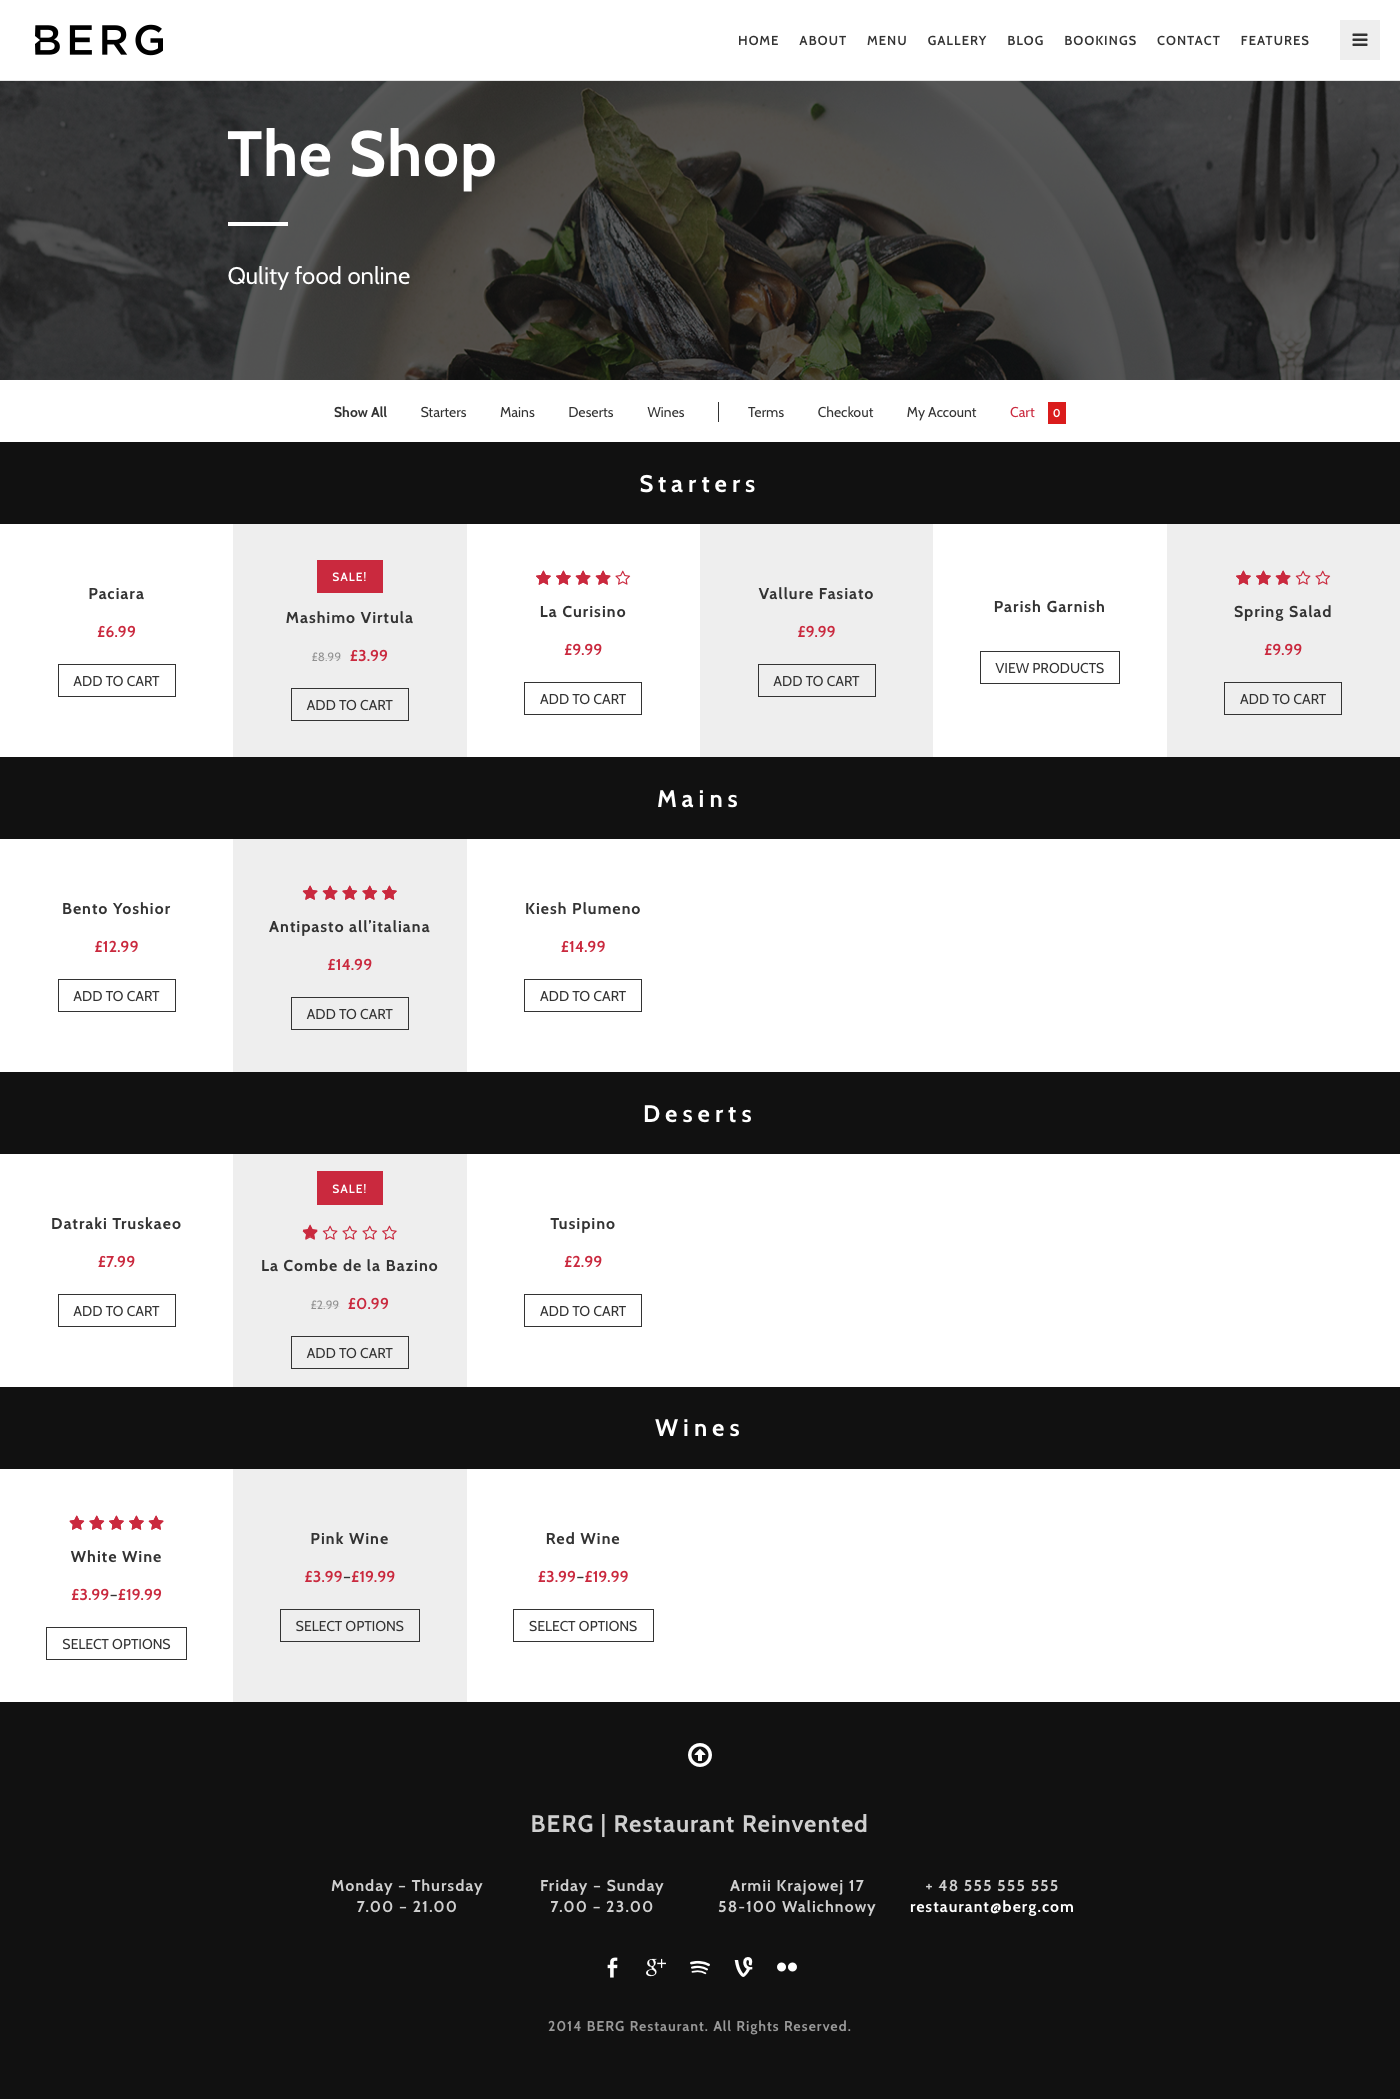 BERG
HOME ABOUT MENU GALLERY BLOG BOOKINGS CONTACT FEATURES
The Shop
Qulity food online
Show All Starters Mains Deserts Wines Terms Checkout My Account Cart 0
Starters
Paciara
£6.99
ADD TO CART
SALE!
Mashimo Virtula
£8.99 £3.99
ADD TO CART
La Curisino
£9.99
ADD TO CART
Vallure Fasiato
£9.99
ADD TO CART
Parish Garnish
VIEW PRODUCTS
Spring Salad
£9.99
ADD TO CART
Mains
Bento Yoshior
£12.99
ADD TO CART
Antipasto all’italiana
£14.99
ADD TO CART
Kiesh Plumeno
£14.99
ADD TO CART
Deserts
Datraki Truskaeo
£7.99
ADD TO CART
SALE!
La Combe de la Bazino
£2.99 £0.99
ADD TO CART
Tusipino
£2.99
ADD TO CART
Wines
White Wine
£3.99–£19.99
SELECT OPTIONS
Pink Wine
£3.99–£19.99
SELECT OPTIONS
Red Wine
£3.99–£19.99
SELECT OPTIONS
BERG | Restaurant Reinvented
Monday – Thursday
7.00 – 21.00
Friday – Sunday
7.00 – 23.00
Armii Krajowej 17
58-100 Walichnowy
+ 48 555 555 555
restaurant@berg.com
2014 BERG Restaurant. All Rights Reserved.